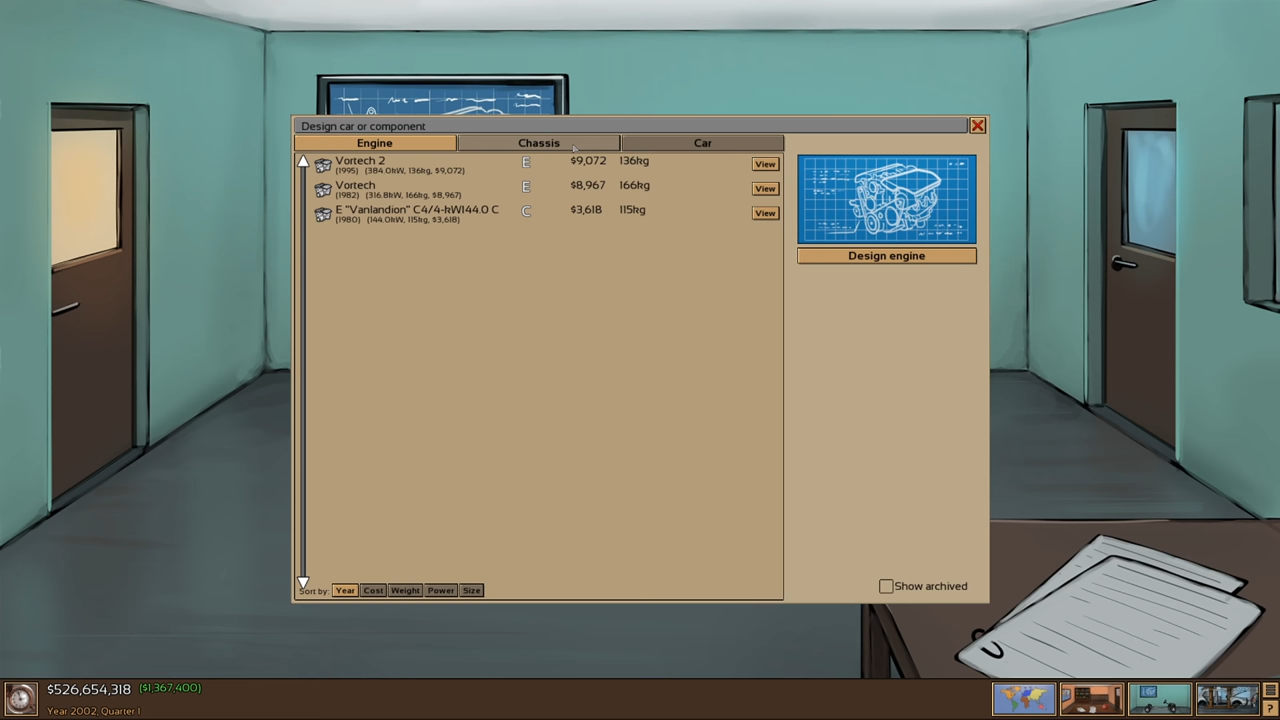 Design car or component
Engine Chassis Car
Vortech 2 E $9,072 136kg View
(1995) (384.0kW, 136kg, $9,072)
Vortech E $8,967 166kg View
(1982) (316.8kW, 166kg, $8,967)
E "Vanlandion" C4/4-kW144.0 C C $3,618 115kg View
(1980) (144.0kW, 115kg, $3,618)
Design engine
Show archived
Sort by: Year Cost Weight Power Size
$526,654,318 ($1,367,400)
Year 2002, Quarter 1
?